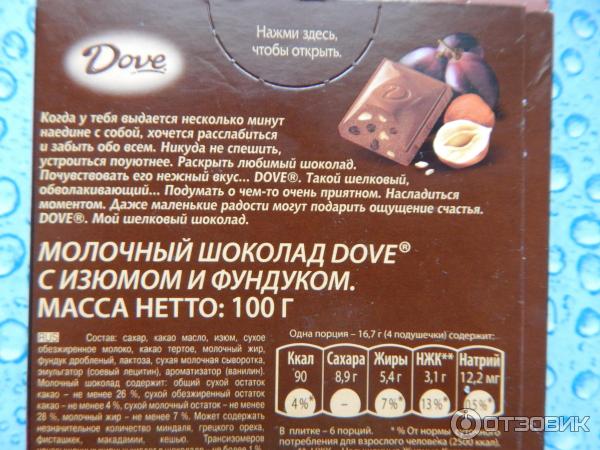 Dove
Нажми здесь,
чтобы открыть.
Когда у тебя выдается несколько минут
наедине с собой, хочется расслабиться
и забыть обо всем. Никуда не спешить,
устроиться поуютнее. Раскрыть любимый шоколад.
Почувствовать его нежный вкус... DOVE®. Такой шелковый,
обволакивающий... Подумать о чем-то очень приятном. Насладиться
моментом. Даже маленькие радости могут подарить ощущение счастья.
DOVE®. Мой шелковый шоколад.
МОЛОЧНЫЙ ШОКОЛАД DOVE®
С ИЗЮМОМ И ФУНДУКОМ.
МАССА НЕТТО: 100 Г
RUS Состав: сахар, какао масло, изюм, сухое
обезжиренное молоко, какао тертое, молочный жир,
фундук дробленый, лактоза, сухая молочная сыворотка,
эмульгатор (соевый лецитин), ароматизатор (ванилин).
Молочный шоколад содержит: общий сухой остаток
какао – не менее 26 %, сухой обезжиренный остаток
какао – не менее 4 %, сухой молочный остаток – не менее
28 %, молочный жир – не менее 7 %. Может содержать
незначительное количество миндаля, грецкого ореха,
фисташек, макадамии, кешью. Трансизомеров
Одна порция – 16,7 г (4 подушечки) содержит:
Ккал Сахара Жиры НЖК** Натрий
90 8,9 г 5,4 г 3,1 г 12,2 мг
4%* – 7%* 13%* 0,5%*
В плитке – 6 порций. * % От нормы суточного
потребления для взрослого человека (2500 ккал).
ОТЗОВИК